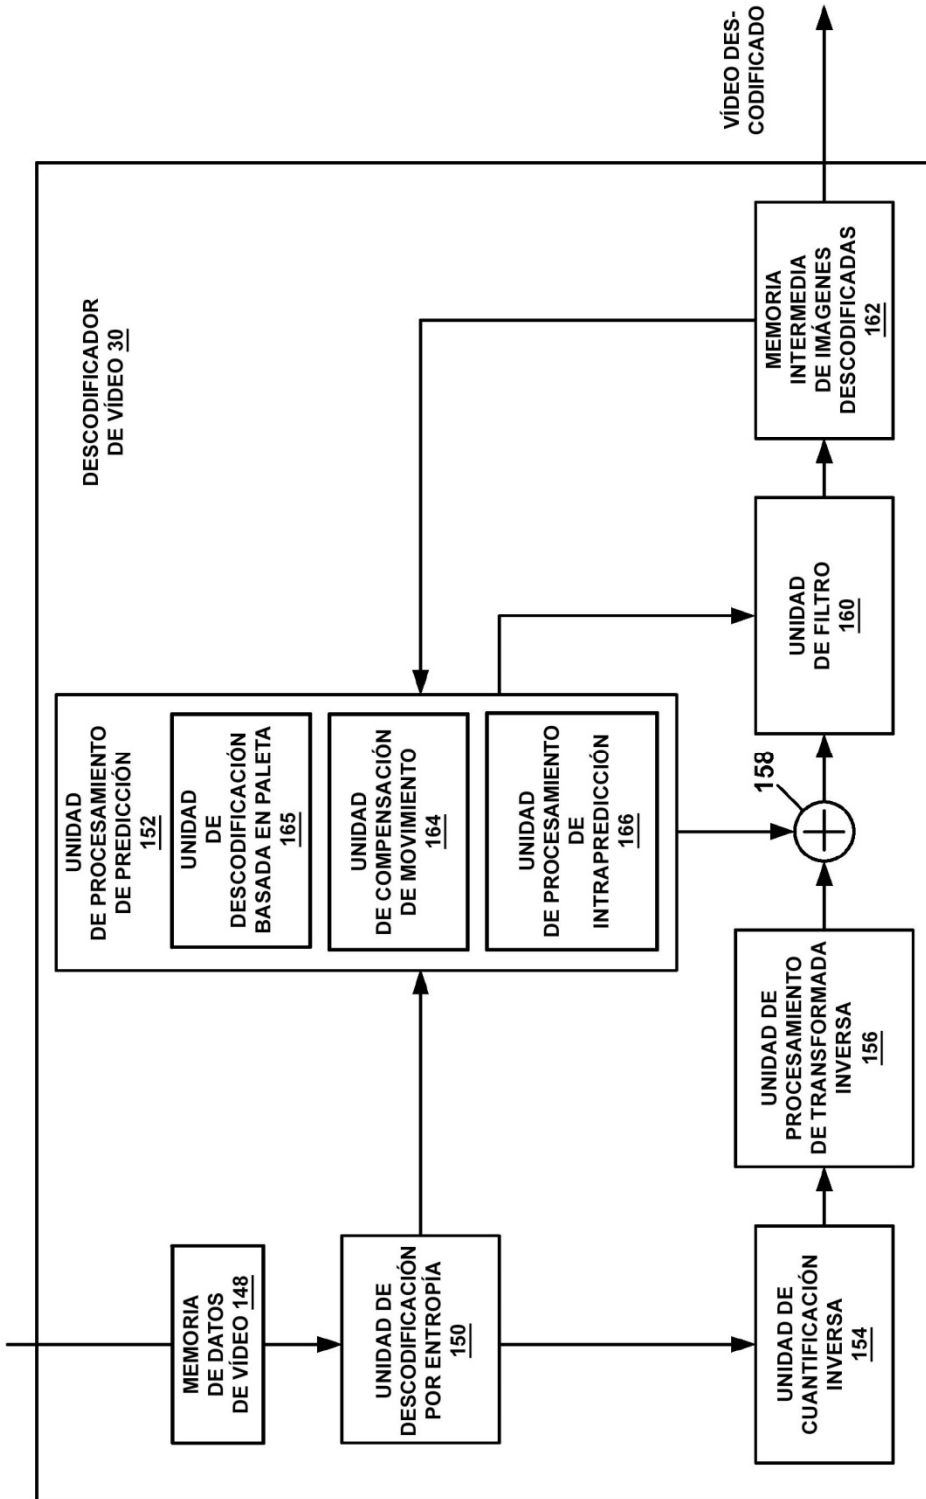 DESCODIFICADOR
DE VÍDEO 30
VÍDEO DES-
CODIFICADO
MEMORIA
DE DATOS
DE VÍDEO 148
UNIDAD DE
DESCODIFICACIÓN
POR ENTROPÍA
150
UNIDAD
DE PROCESAMIENTO
DE PREDICCIÓN
152
UNIDAD
DE
DESCODIFICACIÓN
BASADA EN PALETA
165
UNIDAD
DE COMPENSACIÓN
DE MOVIMIENTO
164
UNIDAD
DE PROCESAMIENTO
DE
INTRAPREDICCIÓN
166
UNIDAD DE
CUANTIFICACIÓN
INVERSA
154
UNIDAD DE
PROCESAMIENTO
DE TRANSFORMADA
INVERSA
156
158
UNIDAD
DE FILTRO
160
MEMORIA
INTERMEDIA
DE IMÁGENES
DESCODIFICADAS
162